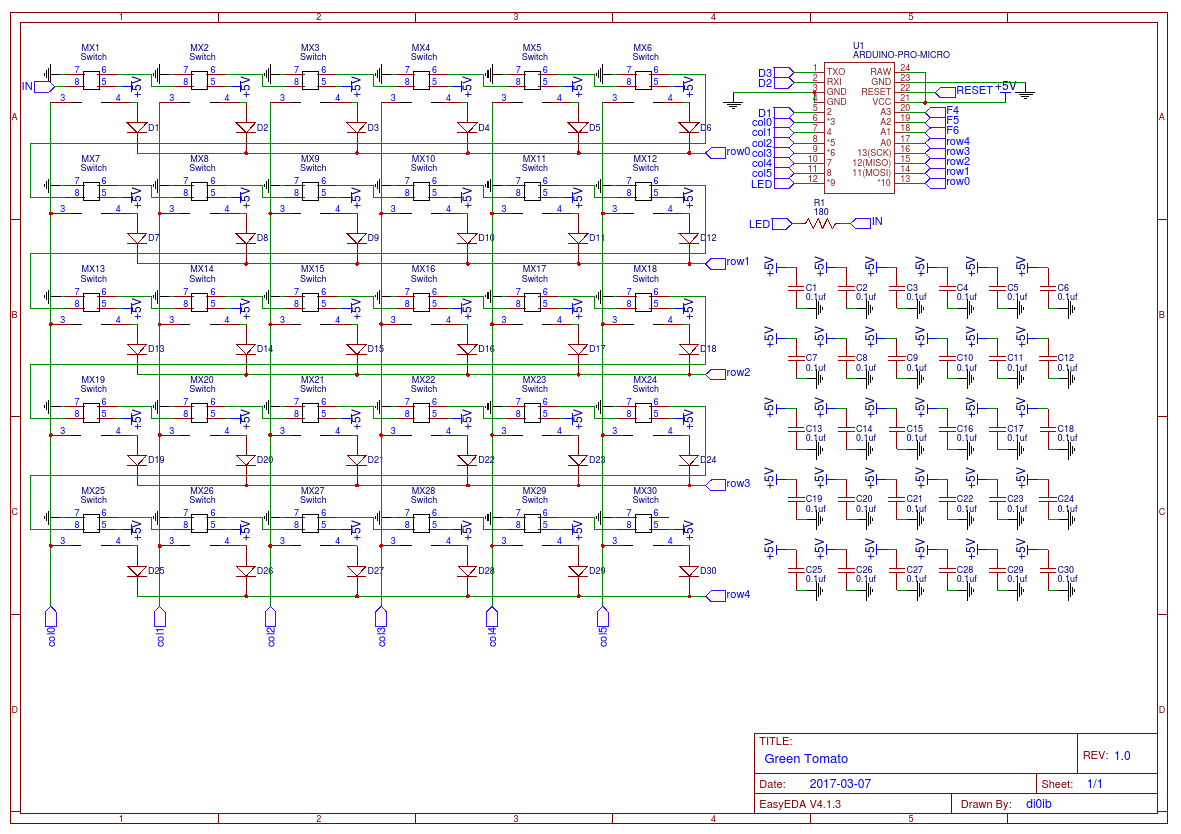 1 2 3 4 5
MX1 MX2 MX3 MX4 MX5 MX6
Switch Switch Switch Switch Switch Switch
7 6 7 6 7 6 7 6 7 6 7 6
8 5 8 5 8 5 8 5 8 5 8 5
IN +5V +5V +5V +5V +5V +5V
3 4 3 4 3 4 3 4 3 4 3 4
A
D1 D2 D3 D4 D5 D6
row0
MX7 MX8 MX9 MX10 MX11 MX12
Switch Switch Switch Switch Switch Switch
7 6 7 6 7 6 7 6 7 6 7 6
8 5 8 5 8 5 8 5 8 5 8 5
+5V +5V +5V +5V +5V +5V
3 4 3 4 3 4 3 4 3 4 3 4
D7 D8 D9 D10 D11 D12
row1
MX13 MX14 MX15 MX16 MX17 MX18
Switch Switch Switch Switch Switch Switch
7 6 7 6 7 6 7 6 7 6 7 6
8 5 8 5 8 5 8 5 8 5 8 5
+5V +5V +5V +5V +5V +5V
B
3 4 3 4 3 4 3 4 3 4 3 4
D13 D14 D15 D16 D17 D18
row2
MX19 MX20 MX21 MX22 MX23 MX24
Switch Switch Switch Switch Switch Switch
7 6 7 6 7 6 7 6 7 6 7 6
8 5 8 5 8 5 8 5 8 5 8 5
+5V +5V +5V +5V +5V +5V
3 4 3 4 3 4 3 4 3 4 3 4
D19 D20 D21 D22 D23 D24
row3
MX25 MX26 MX27 MX28 MX29 MX30
Switch Switch Switch Switch Switch Switch
C
7 6 7 6 7 6 7 6 7 6 7 6
8 5 8 5 8 5 8 5 8 5 8 5
+5V +5V +5V +5V +5V +5V
3 4 3 4 3 4 3 4 3 4 3 4
D25 D26 D27 D28 D29 D30
row4
col0 col1 col2 col3 col4 col5
D
U1
ARDUINO-PRO-MICRO
D3 1 TXO RAW 24
D2 2 RXI GND 23
3 GND RESET 22 RESET +5V
4 GND VCC 21
D1 5 2 A3 20 F4
col0 6 *3 A2 19 F5
col1 7 4 A1 18 F6
col2 8 *5 A0 17 row4
col3 9 *6 13(SCK) 16 row3
col4 10 7 12(MISO) 15 row2
col5 11 8 11(MOSI) 14 row1
LED 12 *9 *10 13 row0
A
R1
180
LED IN
+5V +5V +5V +5V +5V +5V
C1 C2 C3 C4 C5 C6
0.1uf 0.1uf 0.1uf 0.1uf 0.1uf 0.1uf
B
+5V +5V +5V +5V +5V +5V
C7 C8 C9 C10 C11 C12
0.1uf 0.1uf 0.1uf 0.1uf 0.1uf 0.1uf
+5V +5V +5V +5V +5V +5V
C13 C14 C15 C16 C17 C18
0.1uf 0.1uf 0.1uf 0.1uf 0.1uf 0.1uf
+5V +5V +5V +5V +5V +5V
C19 C20 C21 C22 C23 C24
0.1uf 0.1uf 0.1uf 0.1uf 0.1uf 0.1uf
C
+5V +5V +5V +5V +5V +5V
C25 C26 C27 C28 C29 C30
0.1uf 0.1uf 0.1uf 0.1uf 0.1uf 0.1uf
D
TITLE:
Green Tomato
REV: 1.0
Date: 2017-03-07
Sheet: 1/1
EasyEDA V4.1.3
Drawn By: di0ib
1 2 3 4 5